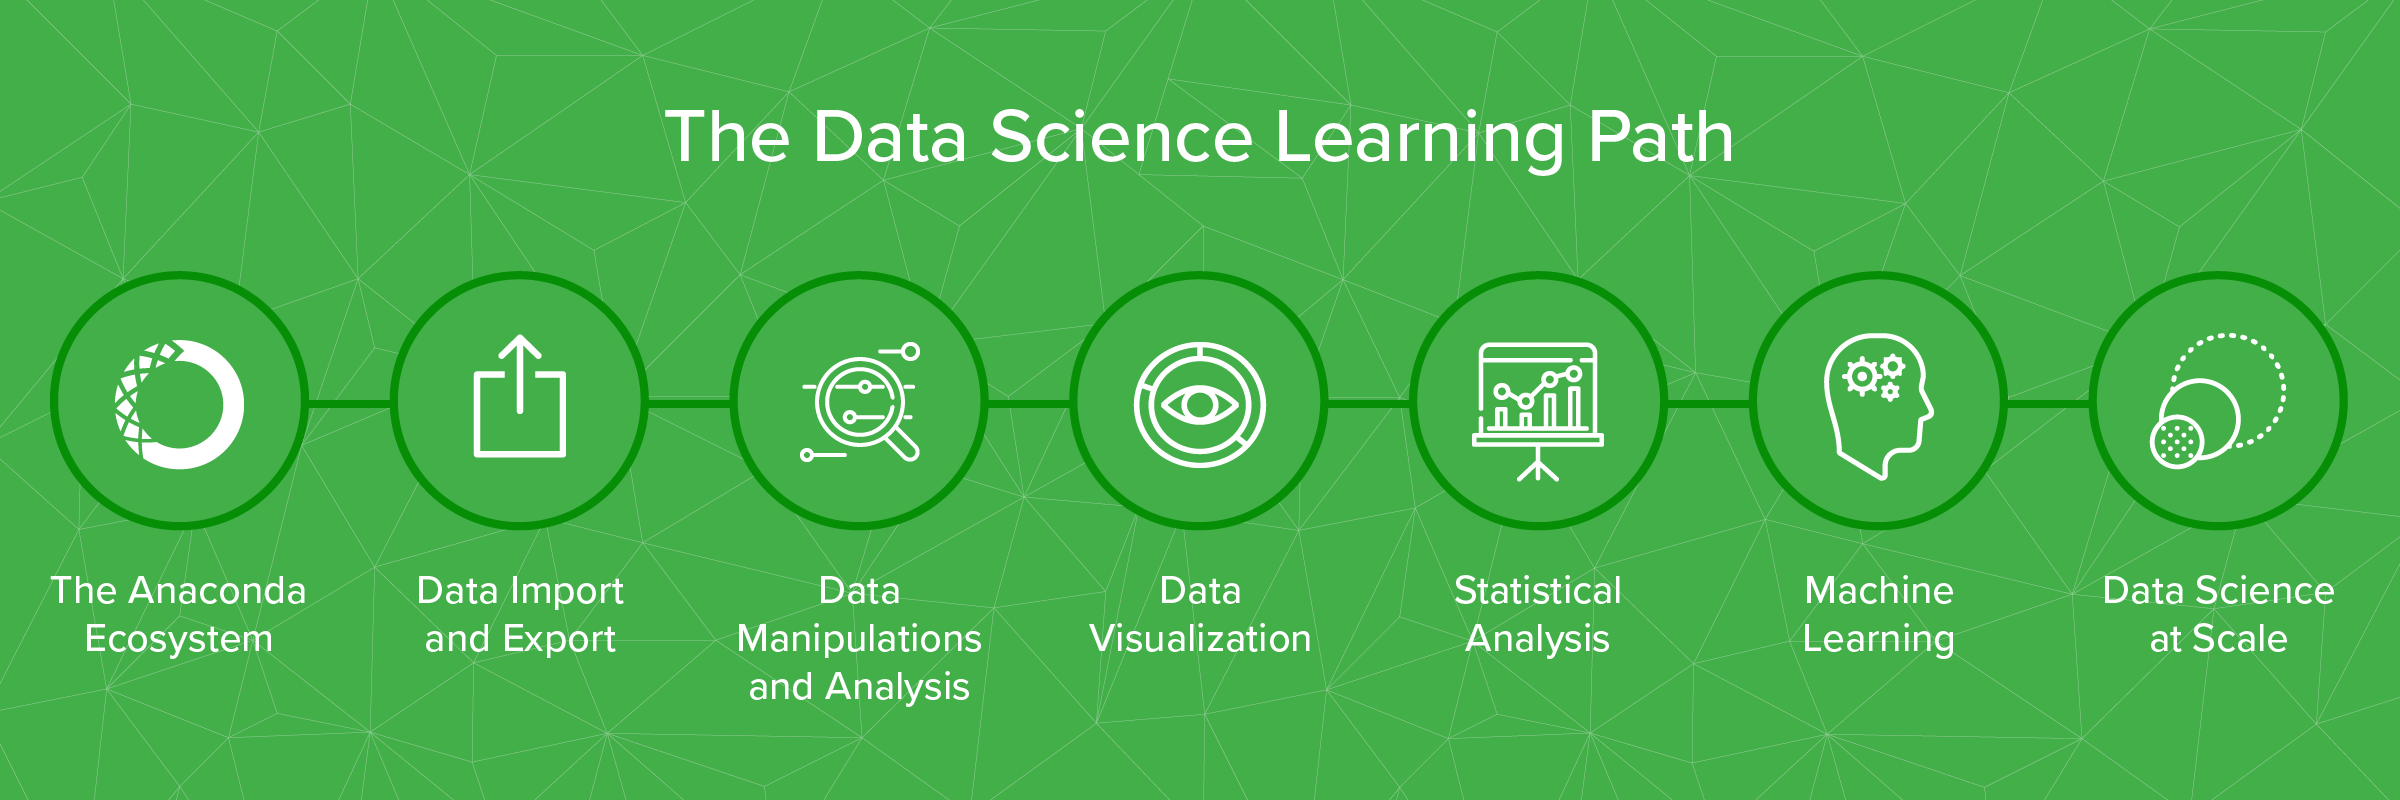 The Data Science Learning Path
The Anaconda
Ecosystem
Data Import
and Export
Data
Manipulations
and Analysis
Data
Visualization
Statistical
Analysis
Machine
Learning
Data Science
at Scale